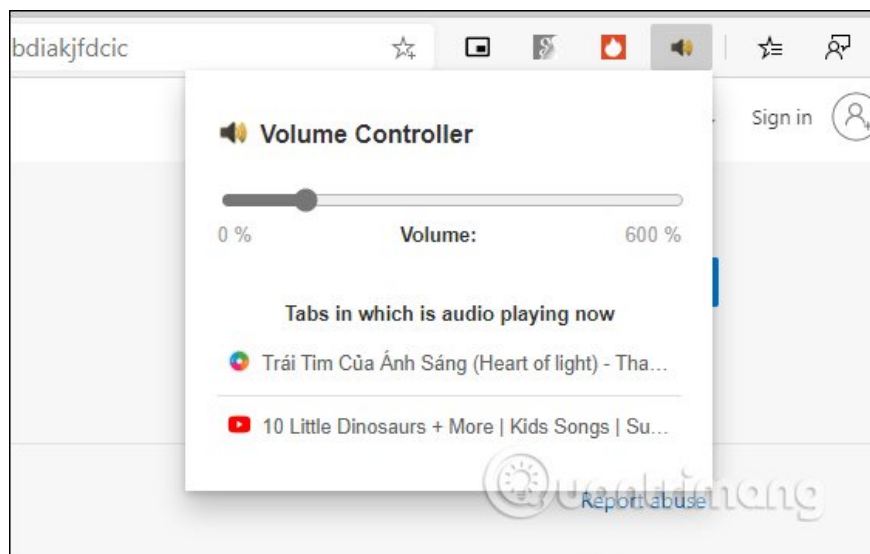 bdiakjfdcic
Sign in
Volume Controller
0 % Volume: 600 %
Tabs in which is audio playing now
Trái Tim Của Ánh Sáng (Heart of light) - Tha...
10 Little Dinosaurs + More | Kids Songs | Su...
Quantrimang
Report abuse